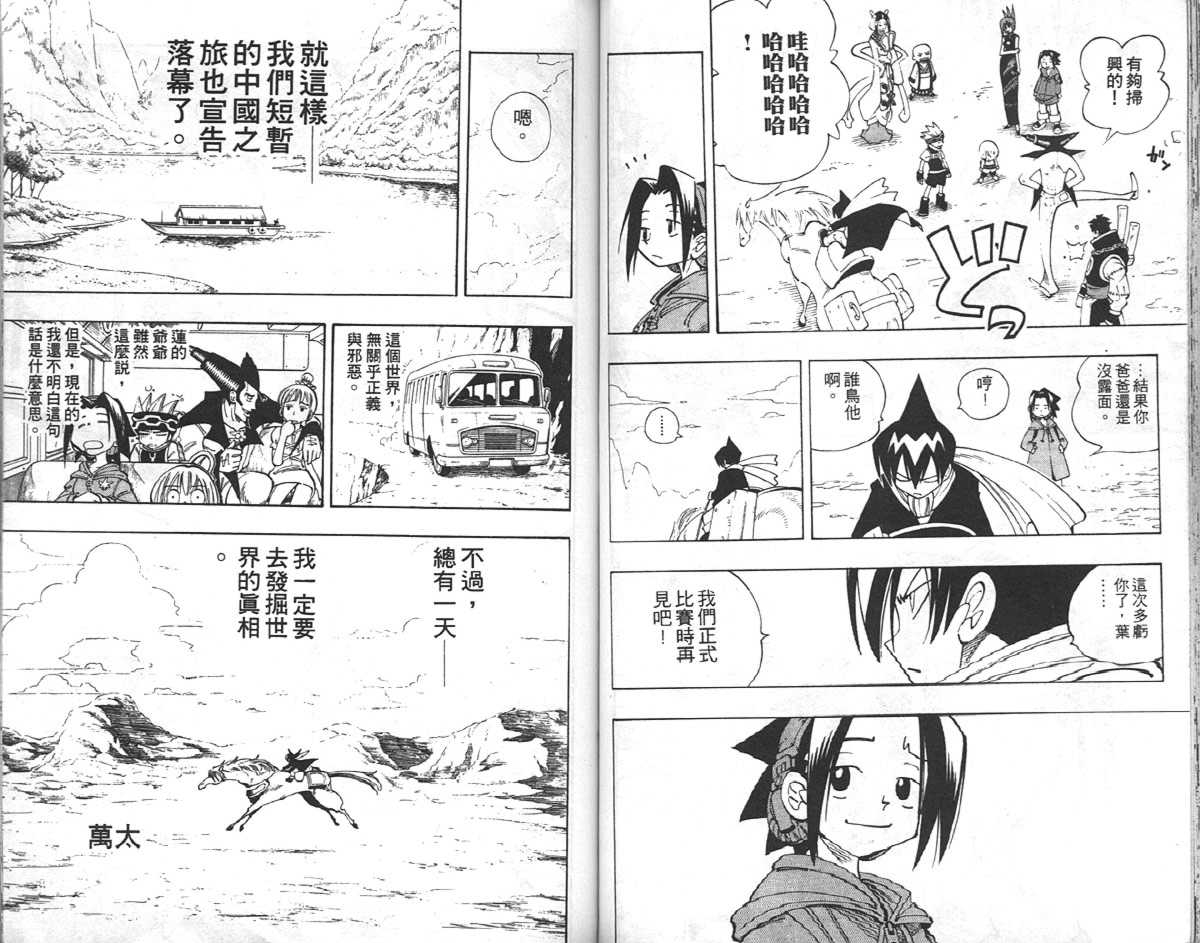 有夠掃
興的！
哇哈哈哈哈
哈哈哈哈哈
！
ガン
ドドッ
…結果你
爸爸還是
沒露面。
哼！
誰鳥他
啊。
……
這次多虧
你了，葉
……
我們正式
比賽時再
見吧！
嗯。
就這樣——
我們短暫
的中國之
旅也宣告
落幕了。
這個世界，
無關乎正義
與邪惡。
蓮的
爺爺
雖然
這麼說，
但是，現在的
我還不明白這句
話是什麼意思。
不過，
總有一天——
我一定要
去發掘世
界的真相
。
萬太